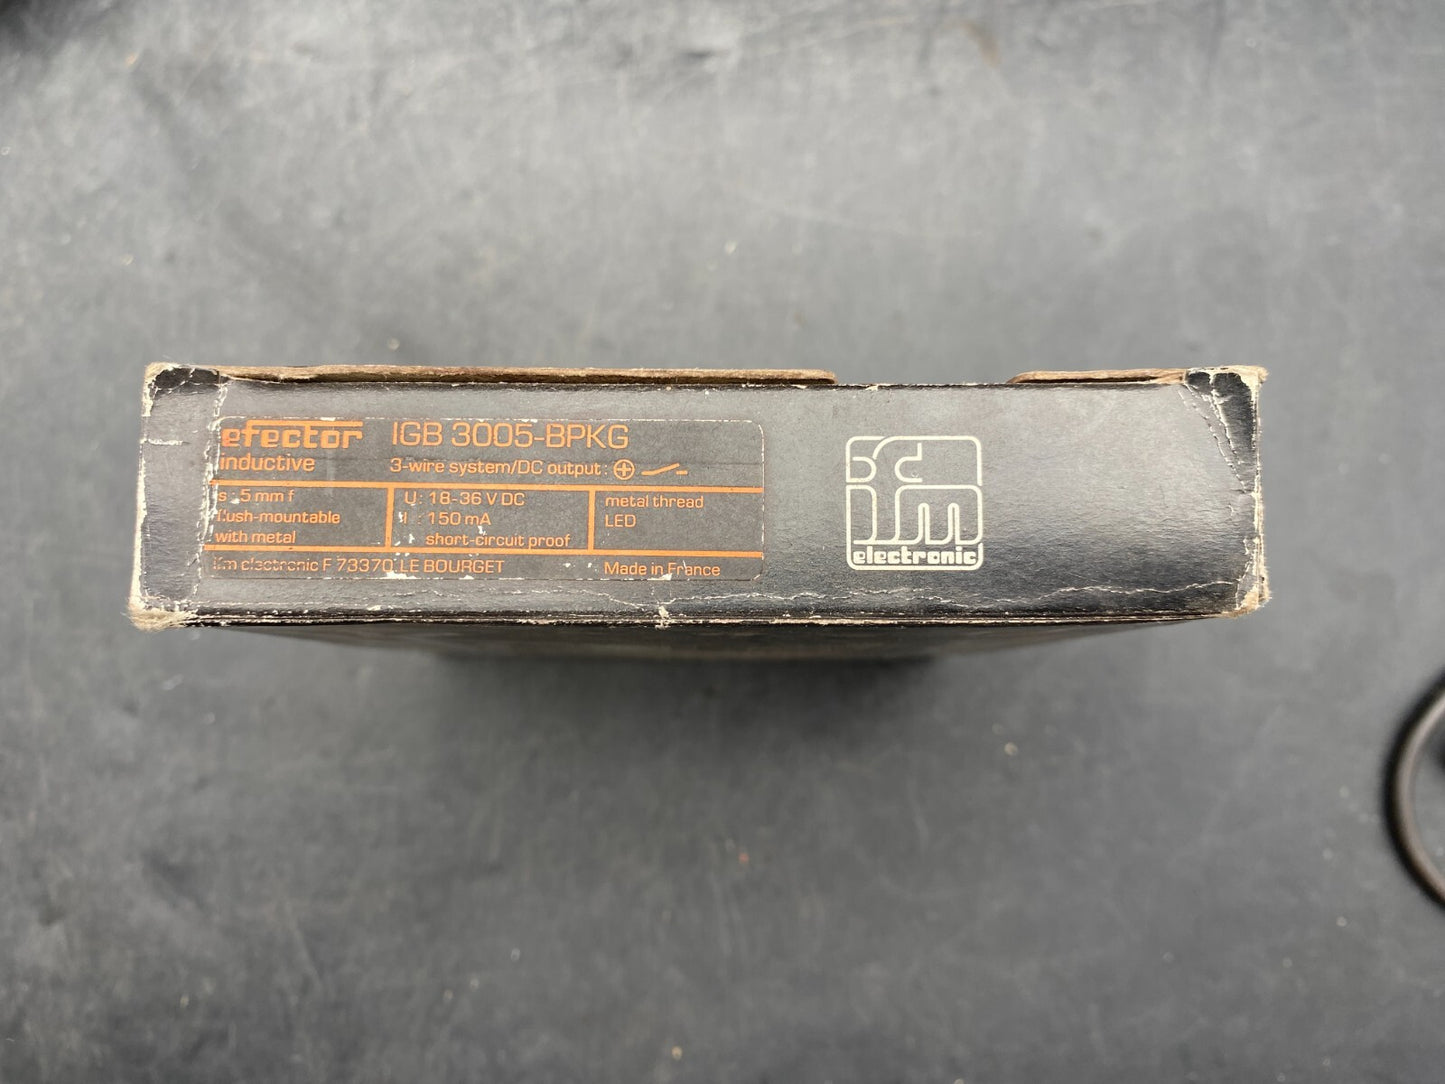 efector IGB 3005-BPKG
inductive 3-wire system/DC output:
s: 5 mm f U: 18-36 V DC metal thread
flush-mountable I : 150 mA LED
with metal short-circuit proof
ifm electronic F 73370 LE BOURGET Made in France
ifm
electronic